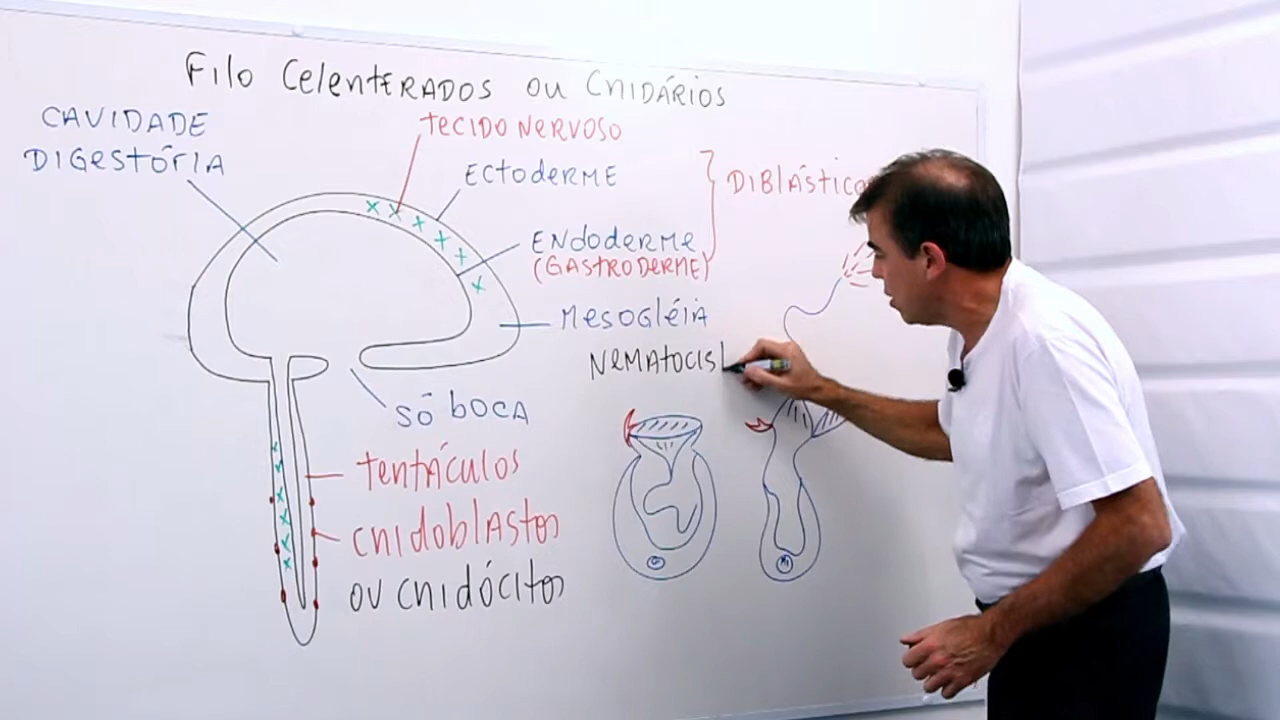 Filo Celenterados ou Cnidários
CAVIDADE
DIGESTÓRIA
TECIDO NERVOSO
ECTODERME
ENDODERME
(GASTRODERME)
DIBLÁSTICO
MESOGLÉIA
NEMATOCIS
SÓ BOCA
TENTÁCULOS
CNIDOBLASTOS
OU CNIDÓCITOS